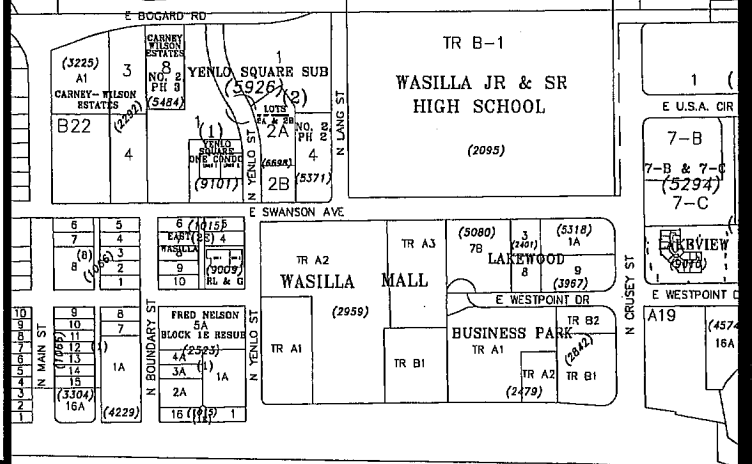 E BOGARD RD
(3225)
A1
CARNEY-WILSON
ESTATES
3
(2292)
4
B22
CARNEY
WILSON
ESTATES
8
NO. 2
PH 3
(5484)
1
YENLO SQUARE SUB
(5926)
(2)
LOTS
2A & 2B
2A
(6698)
2B
NO. 2
PH 2
4
(5371)
1
(1)
YENLO
SQUARE
ONE CONDO
(9101)
N YENLO ST
N LANG ST
TR B-1
WASILLA JR & SR
HIGH SCHOOL
(2095)
1
E U.S.A. CIR
7-B
7-B & 7-C
(5294)
7-C
LAKEVIEW
E SWANSON AVE
6
7
(8)
8
(1066)
5
4
3
2
1
6
(1015)
5
EAST
WASILLA
4
8
9
10
(9009)
RL & G
TR A2
TR A3
WASILLA MALL
(2959)
TR A1
TR B1
(5080)
7B
3
(2401)
8
LAKEWOOD
(5318)
1A
9
(3967)
E WESTPOINT DR
BUSINESS PARK
TR A1
TR A2
(2479)
TR B2
(2842)
TR B1
N CRUSEY ST
E WESTPOINT D
A19
(4574
16A
10
9
8
7
6
5
4
3
2
1
N MAIN ST
9
10
11
12
13
14
15
(1066)
(1)
(3304)
16A
8
7
1A
(4229)
N BOUNDARY ST
FRED NELSON
5A
BLOCK 1E RESUB
(2523)
4A
3A
(1)
2A
1A
16
1
N YENLO ST